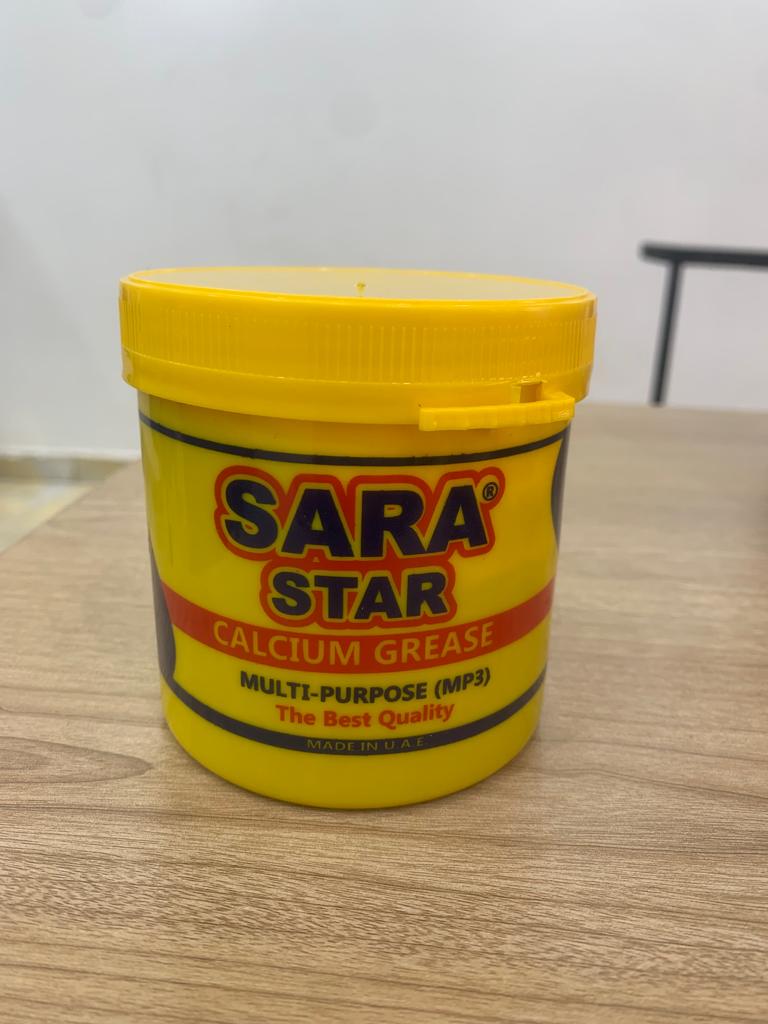 SARA®
STAR
CALCIUM GREASE
MULTI-PURPOSE (MP3)
The Best Quality
MADE IN U.A.E